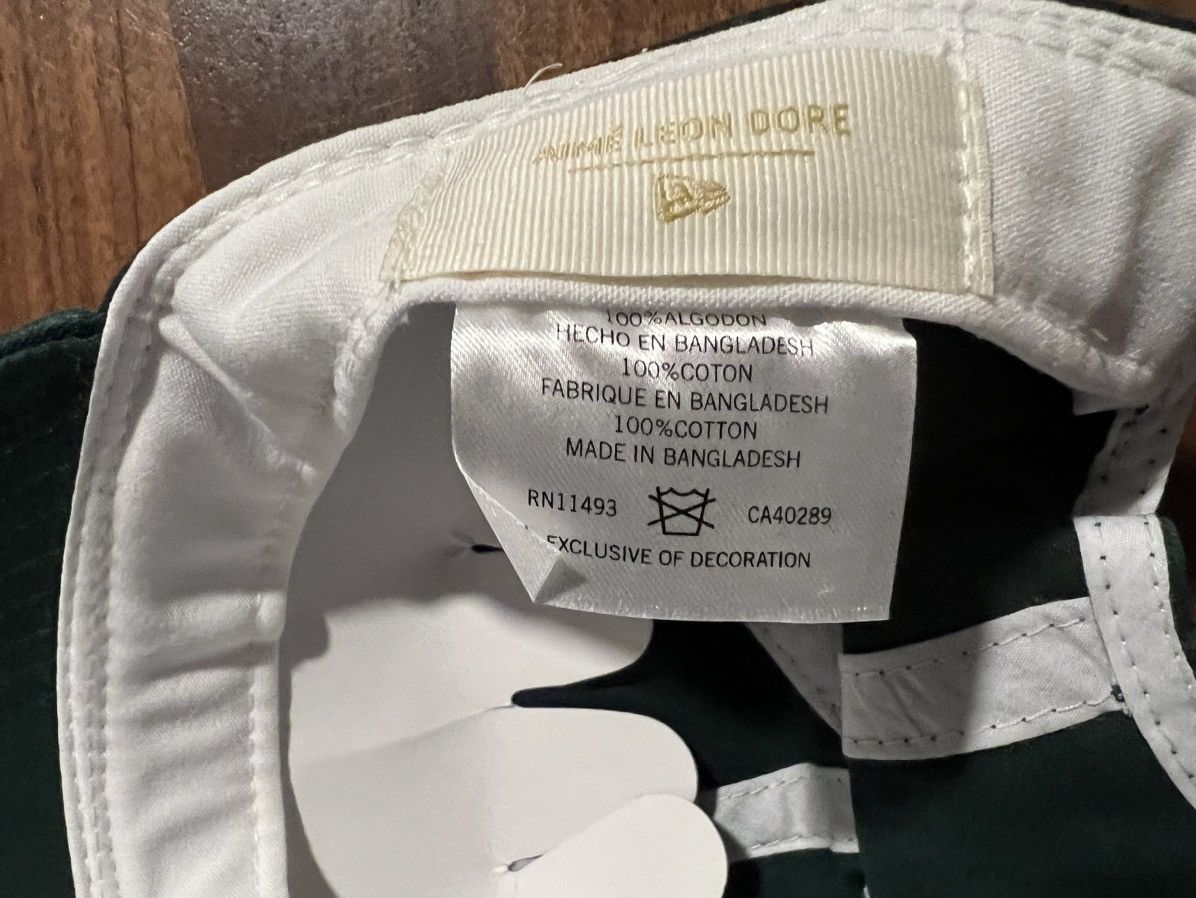 AIMÉ LEON DORE
100%ALGODON
HECHO EN BANGLADESH
100%COTON
FABRIQUE EN BANGLADESH
100%COTTON
MADE IN BANGLADESH
RN11493 CA40289
EXCLUSIVE OF DECORATION